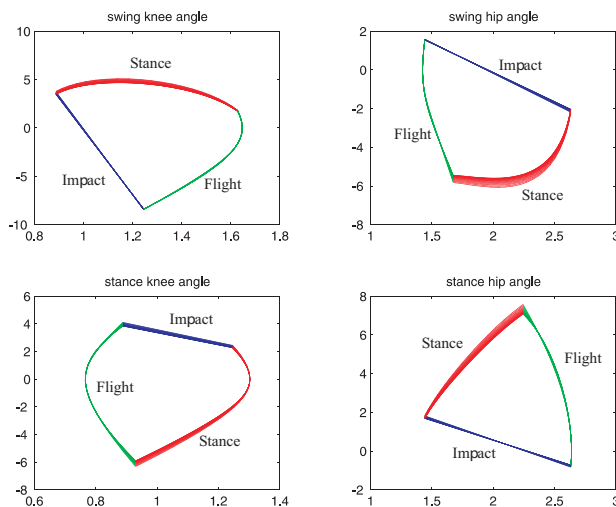 swing knee angle
10
5
0
-5
-10
0.8
1
1.2
1.4
1.6
1.8
Stance
Impact
Flight
swing hip angle
2
0
-2
-4
-6
-8
1
1.5
2
2.5
3
Impact
Flight
Stance
stance knee angle
6
4
2
0
-2
-4
-6
-8
0.6
0.8
1
1.2
1.4
Impact
Flight
Stance
stance hip angle
8
6
4
2
0
-2
1
1.5
2
2.5
3
Stance
Flight
Impact